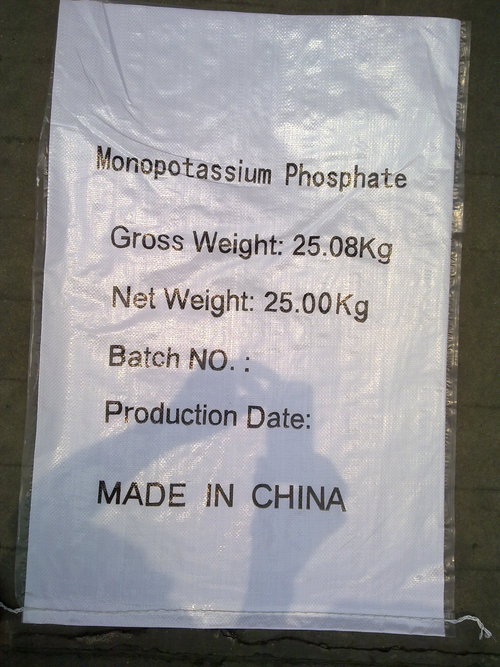 Monopotassium Phosphate
Gross Weight: 25.08Kg
Net Weight: 25.00Kg
Batch NO. :
Production Date:
MADE IN CHINA